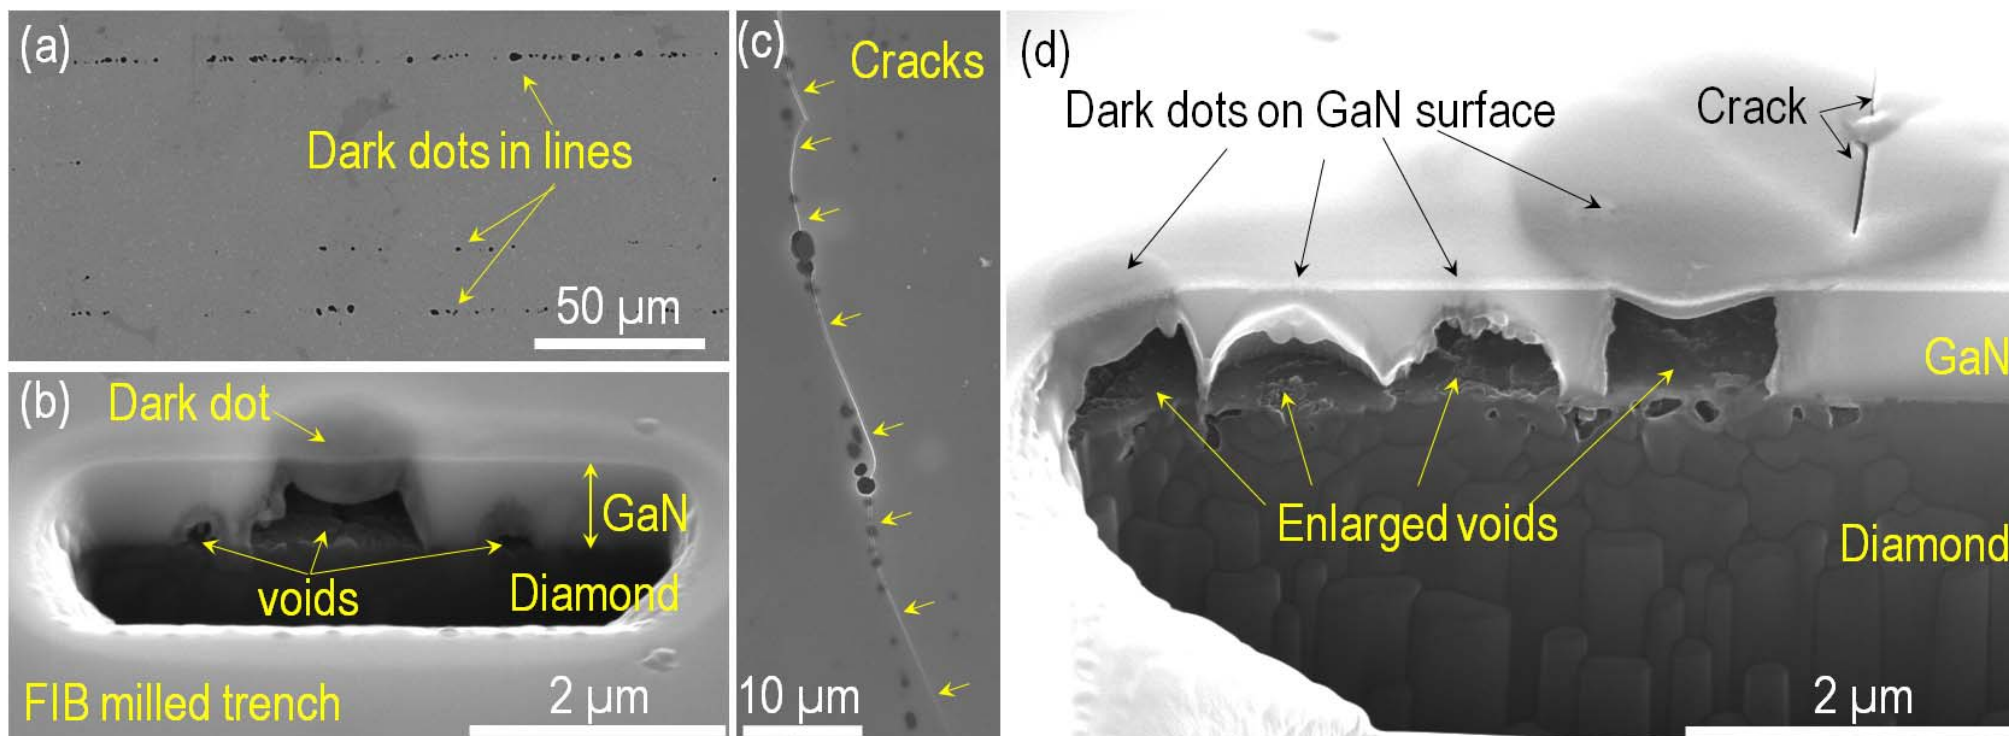 (a)
Dark dots in lines
50 µm
(b)
Dark dot
GaN
voids
Diamond
FIB milled trench
2 µm
(c)
Cracks
10 µm
(d)
Dark dots on GaN surface
Crack
GaN
Enlarged voids
Diamond
2 µm